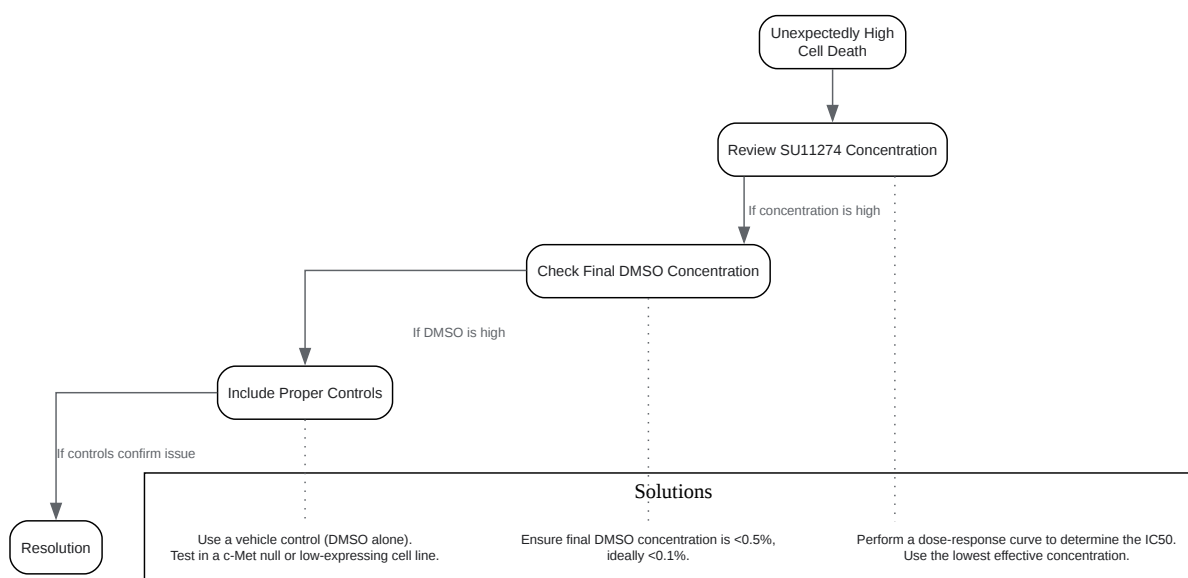 Unexpectedly High
Cell Death
Review SU11274 Concentration
If concentration is high
Check Final DMSO Concentration
If DMSO is high
Include Proper Controls
If controls confirm issue
Solutions
Resolution
Use a vehicle control (DMSO alone).
Test in a c-Met null or low-expressing cell line.
Ensure final DMSO concentration is <0.5%,
ideally <0.1%.
Perform a dose-response curve to determine the IC50.
Use the lowest effective concentration.